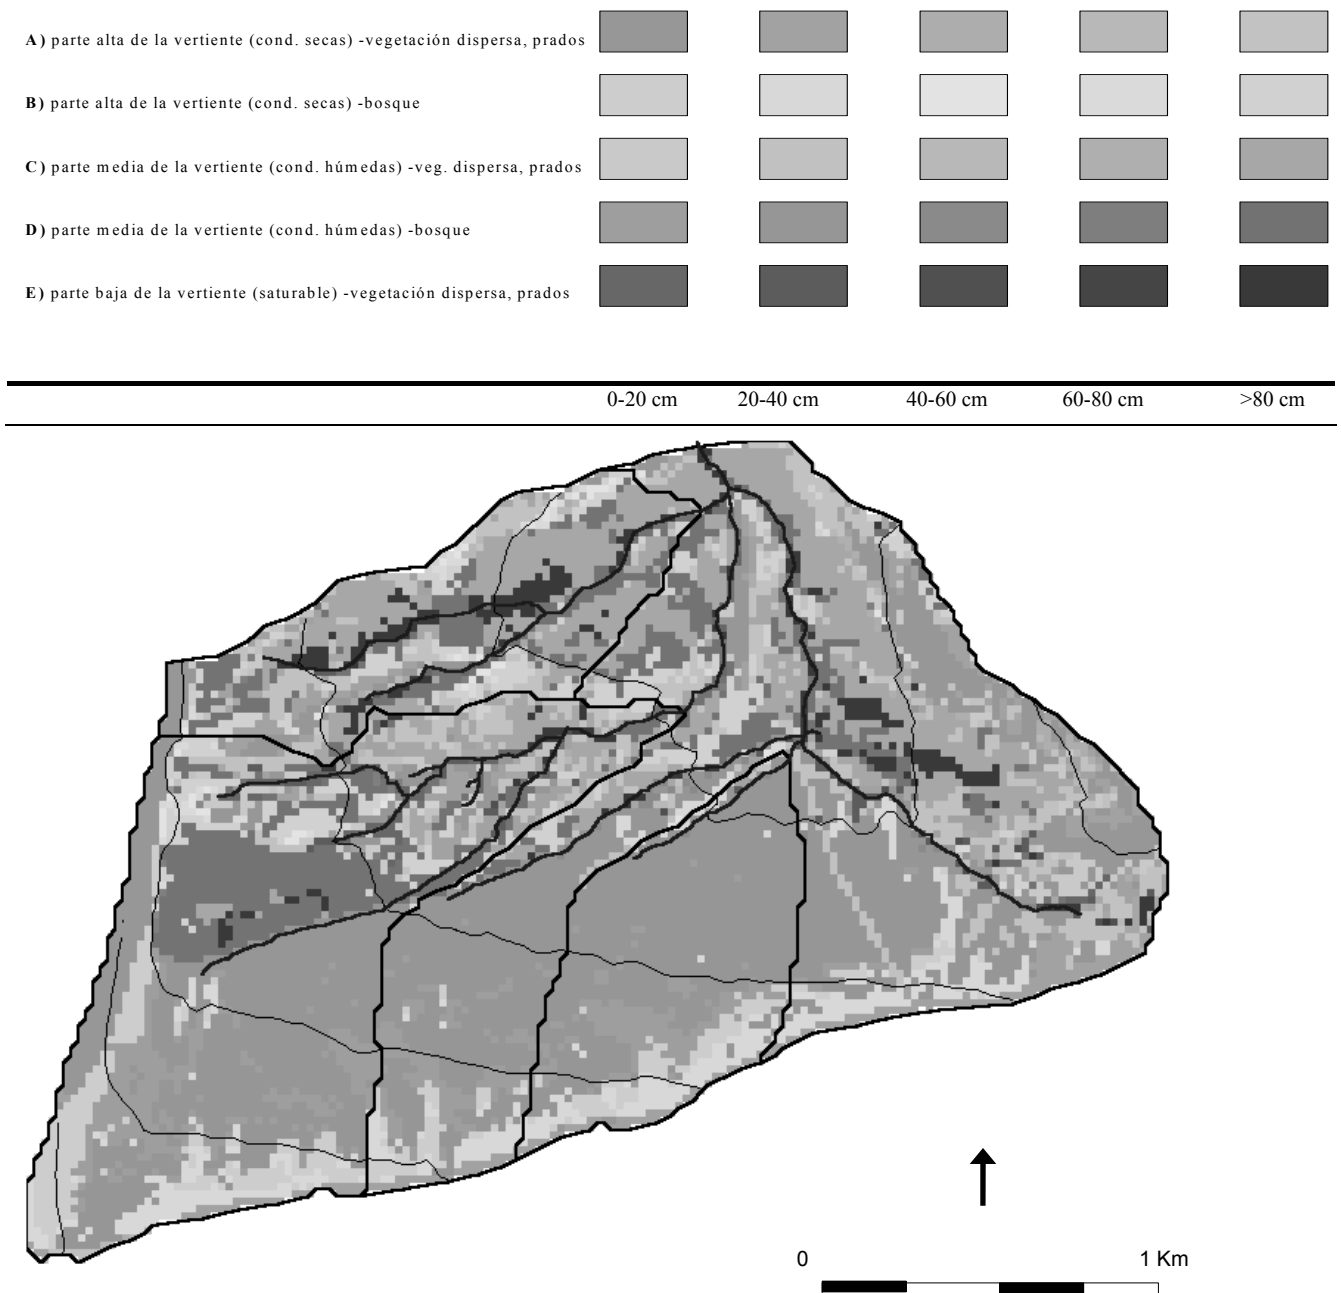 A) parte alta de la vertiente (cond. secas) -vegetación dispersa, prados
B) parte alta de la vertiente (cond. secas) -bosque
C) parte media de la vertiente (cond. húmedas) -veg. dispersa, prados
D) parte media de la vertiente (cond. húmedas) -bosque
E) parte baja de la vertiente (saturable) -vegetación dispersa, prados
0-20 cm 20-40 cm 40-60 cm 60-80 cm >80 cm
0 1 Km